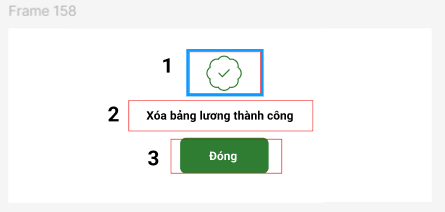 Frame 158
1
2 Xóa bảng lương thành công
3 Đóng